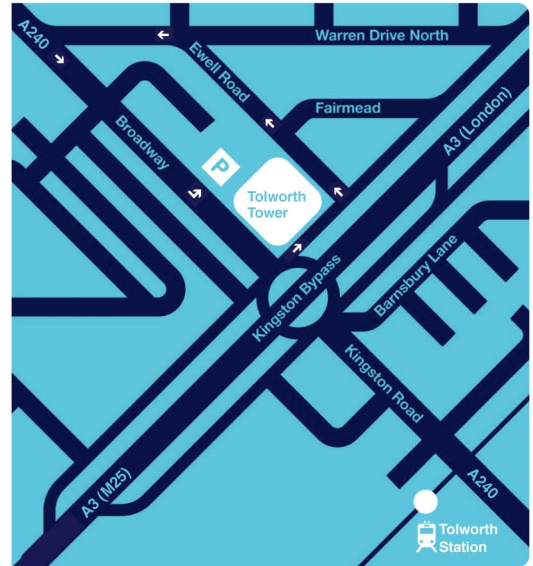 A240
Warren Drive North
Ewell Road
Fairmead
A3 (London)
Broadway
P
Tolworth
Tower
Kingston Bypass
Barnsbury Lane
Kingston Road
A3 (M25)
A240
Tolworth
Station